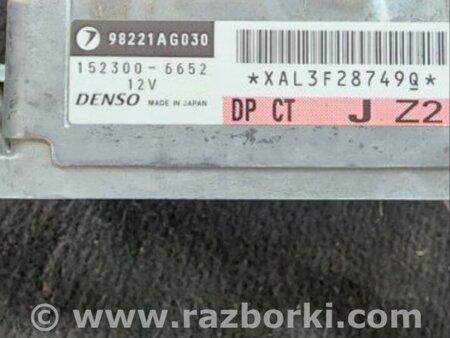 98221AG030
152300-6652
12V
DENSO MADE IN JAPAN
*XAL3F28749Q*
DP CT J Z2
www.razborki.com